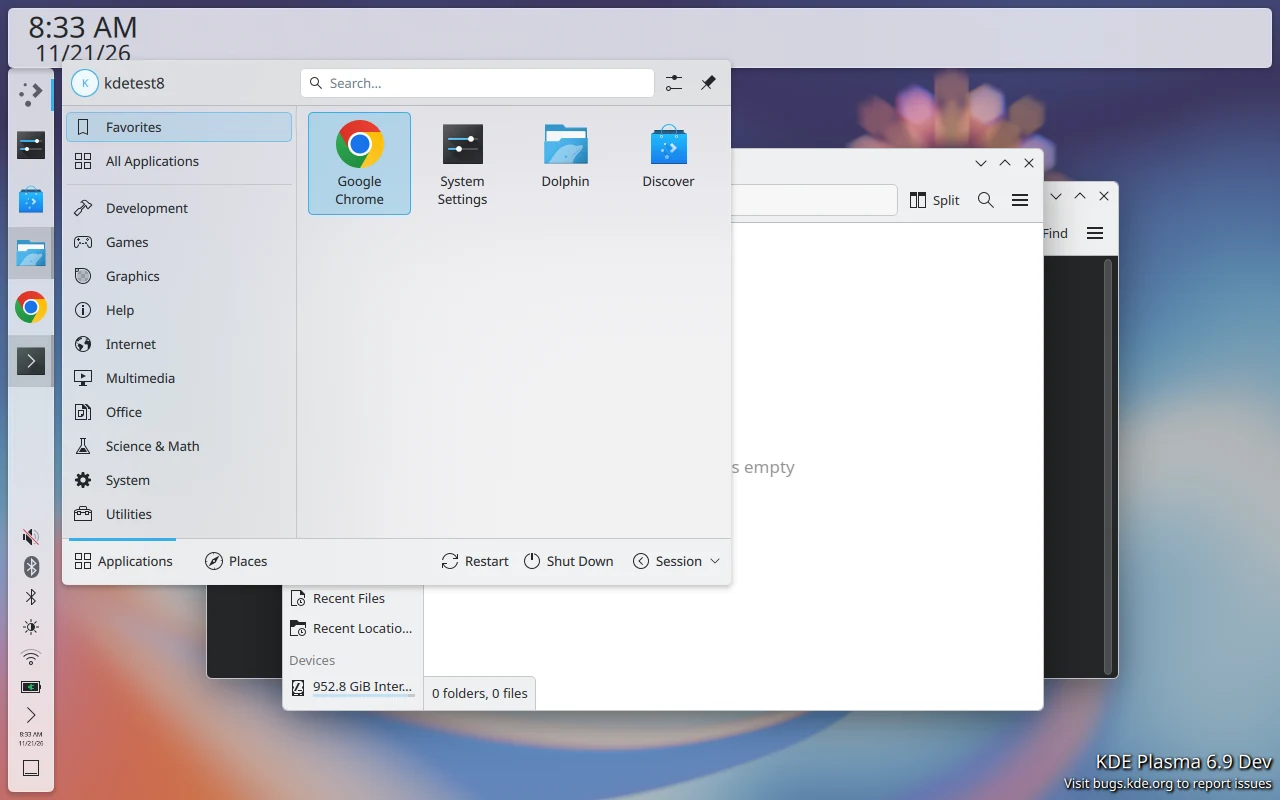 8:33 AM
11/21/26
K
kdetest8
Search...
Favorites
All Applications
Development
Games
Graphics
Help
Internet
Multimedia
Office
Science & Math
System
Utilities
Google
Chrome
System
Settings
Dolphin
Discover
Applications
Places
Restart
Shut Down
Session
Split
Find
s empty
Recent Files
Recent Locatio...
Devices
952.8 GiB Inter...
0 folders, 0 files
8:33 AM
11/21/26
KDE Plasma 6.9 Dev
Visit bugs.kde.org to report issues